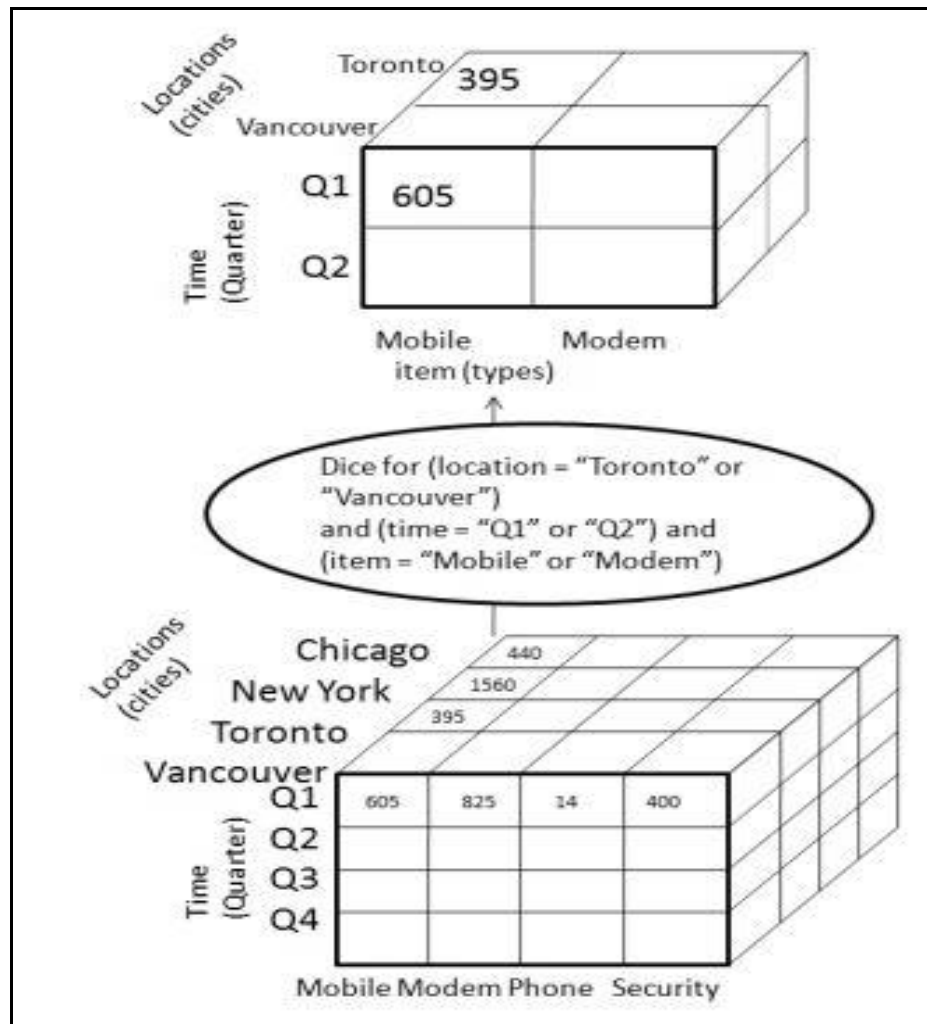 Locations
(cities)
Toronto
395
Vancouver
Q1
605
Time
(Quarter)
Q2
Mobile
Modem
item (types)
Dice for (location = “Toronto” or
“Vancouver”)
and (time = “Q1” or “Q2”) and
(item = “Mobile” or “Modem”)
Locations
(cities)
Chicago
440
New York
1560
Toronto
395
Vancouver
Q1
605 825 14 400
Q2
Time
(Quarter)
Q3
Q4
Mobile Modem Phone Security